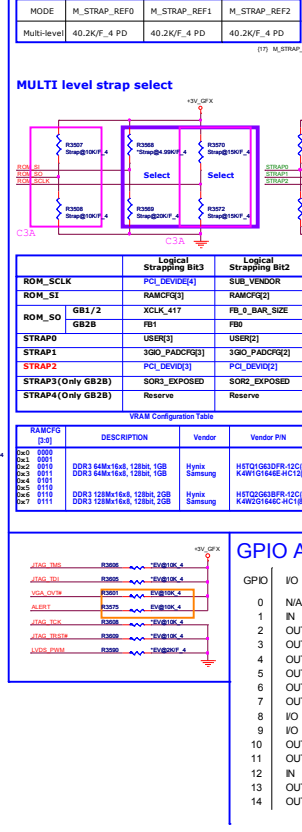 MODE M_STRAP_REF0 M_STRAP_REF1 M_STRAP_REF2
Multi-level 40.2K/F_4 PD 40.2K/F_4 PD 40.2K/F_4 PD
{17} M_STRAP_
MULTI level strap select
+3V_GFX
R3507 R3568 R3570
Strap@10K/F_4 *Strap@4.99K/F_4 Strap@15K/F_4
ROM_SI
ROM_SO
ROM_SCLK
Select Select
STRAP0
STRAP1
STRAP2
R3508 R3569 R3572
Strap@10K/F_4 Strap@20K/F_4 *Strap@15K/F_4
C3A
C3A
Logical Strapping Bit3 Logical Strapping Bit2
ROM_SCLK PCI_DEVIDE[4] SUB_VENDOR
ROM_SI RAMCFG[3] RAMCFG[2]
ROM_SO GB1/2 XCLK_417 FB_0_BAR_SIZE
GB2B FB1 FB0
STRAP0 USER[3] USER[2]
STRAP1 3GIO_PADCFG[3] 3GIO_PADCFG[2]
STRAP2 PCI_DEVID[3] PCI_DEVID[2]
STRAP3(Only GB2B) SOR3_EXPOSED SOR2_EXPOSED
STRAP4(Only GB2B) Reserve Reserve
VRAM Configuration Table
RAMCFG [3:0] DESCRIPTION Vendor Vendor P/N
0x0 0000
0x1 0001
0x2 0010 DDR3 64Mx16x8, 128bit, 1GB Hynix H5TQ1G63DFR-12C(
0x3 0011 DDR3 64Mx16x8, 128bit, 1GB Samsung K4W1G1646E-HC12(
0x4 0101
0x5 0110
0x6 0110 DDR3 128Mx16x8, 128bit, 2GB Hynix H5TQ2G63BFR-12C(
0x7 0111 DDR3 128Mx16x8, 128bit, 2GB Samsung K4W2G1646C-HC1(
+3V_GFX
JTAG_TMS R3606 *EV@10K_4
JTAG_TDI R3605 *EV@10K_4
VGA_OVT# R3601 EV@10K_4
ALERT R3575 EV@10K_4
JTAG_TCK R3608 *EV@10K_4
JTAG_TRST# R3609 *EV@10K_4
LVDS_PWM R3590 *EV@2K/F_4
GPIO A
GPIO I/O
0 N/A
1 IN
2 OUT
3 OUT
4 OUT
5 OUT
6 OUT
7 OUT
8 I/O
9 I/O
10 OUT
11 OUT
12 IN
13 OUT
14 OUT